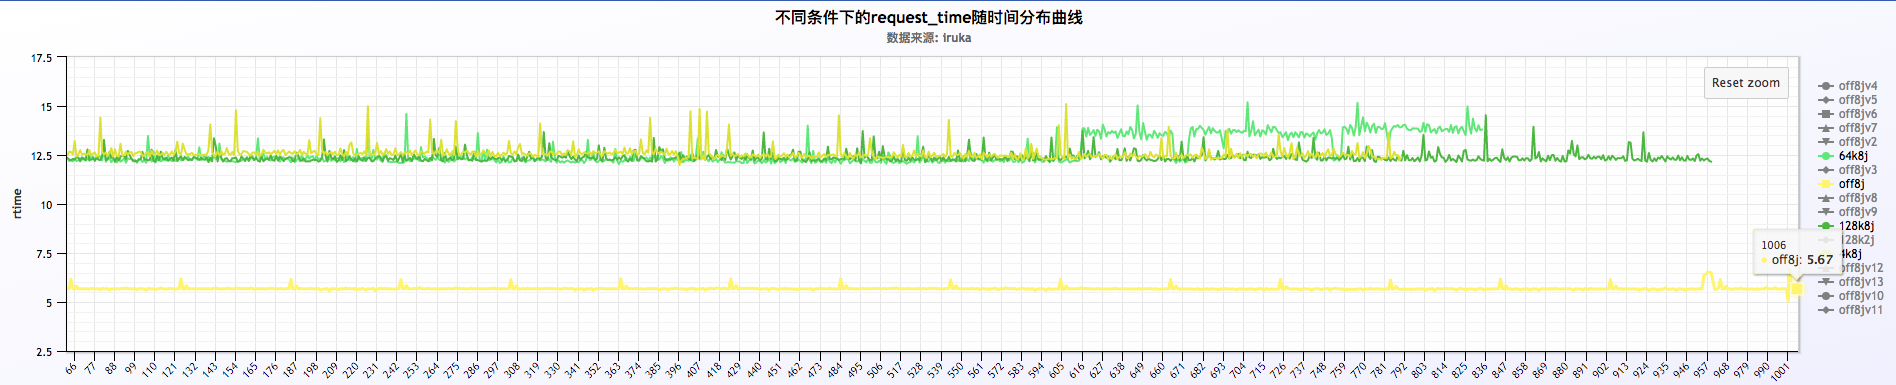 不同条件下的request_time随时间分布曲线
数据来源: iruka
17.5
15
12.5
10
7.5
5
2.5
rtime
Reset zoom
off8jv4
off8jv5
off8jv6
off8jv7
off8jv2
64k8j
off8jv3
off8j
off8jv8
off8jv9
128k8j
128k2j
4k8j
off8jv12
off8jv13
off8jv10
off8jv11
1006
off8j: 5.67
66 77 88 99 110 121 132 143 154 165 176 187 198 209 220 231 242 253 264 275 286 297 308 319 330 341 352 363 374 385 396 407 418 429 440 451 462 473 484 495 506 517 528 539 550 561 572 583 594 605 616 627 638 649 660 671 682 693 704 715 726 737 748 759 770 781 792 803 814 825 836 847 858 869 880 891 902 913 924 935 946 957 968 979 990 1001